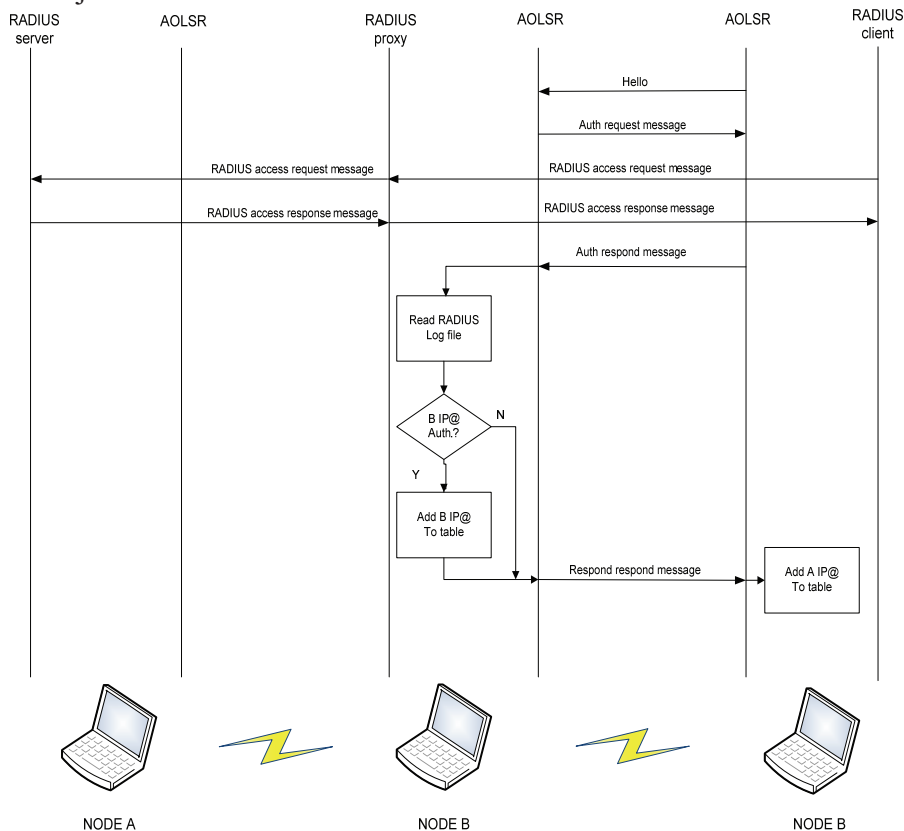 RADIUS
server
AOLSR
RADIUS
proxy
AOLSR
AOLSR
RADIUS
client
Hello
Auth request message
RADIUS access request message
RADIUS access request message
RADIUS access response message
RADIUS access response message
Auth respond message
Read RADIUS
Log file
B IP@
Auth.?
N
Y
Add B IP@
To table
Respond respond message
Add A IP@
To table
NODE A
NODE B
NODE B